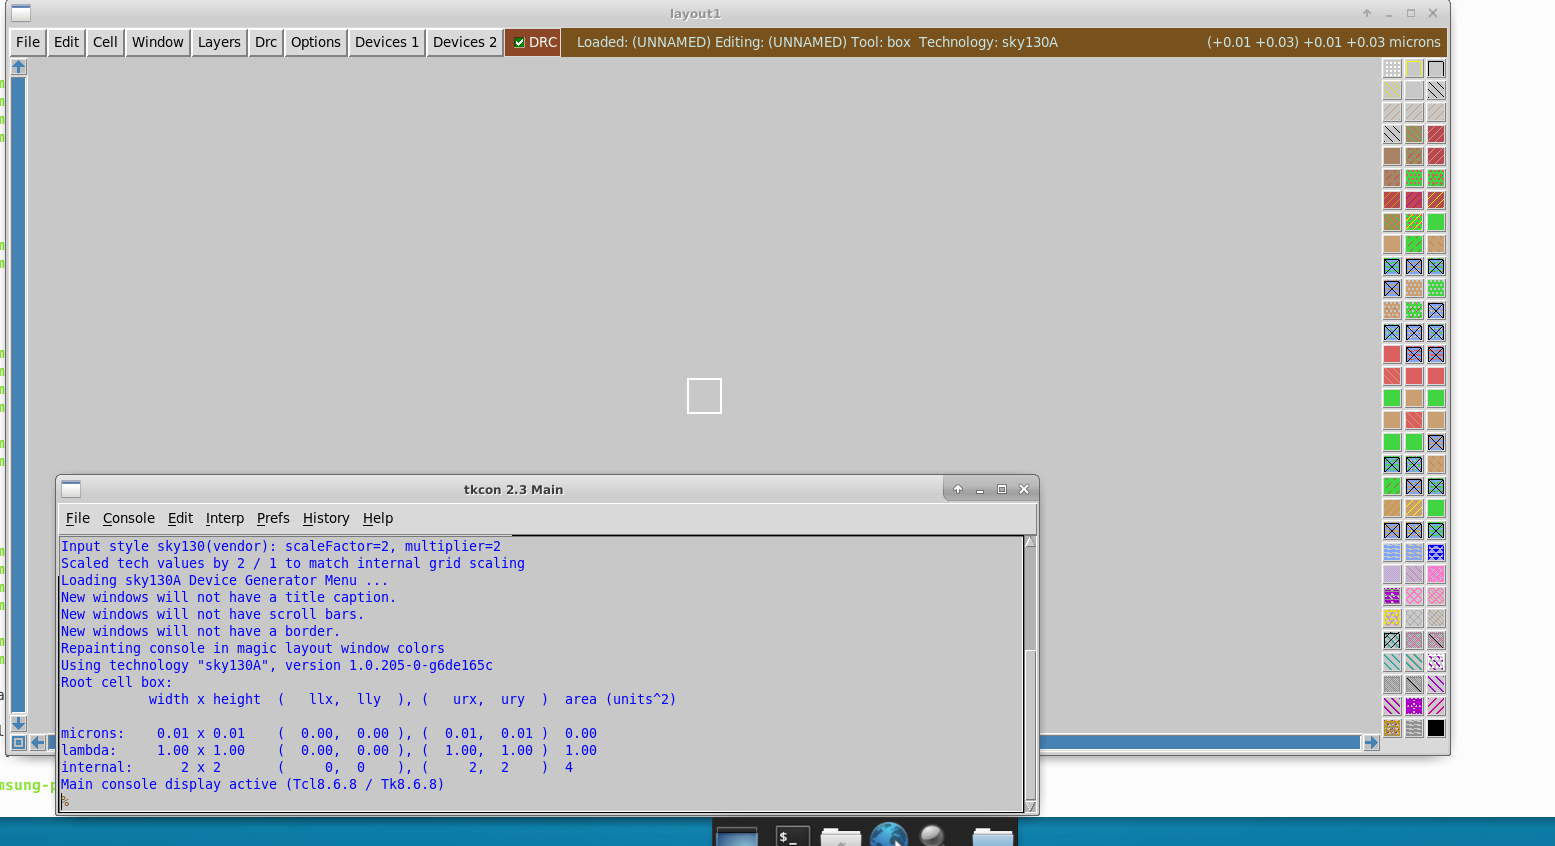 layout1
File Edit Cell Window Layers Drc Options Devices 1 Devices 2 DRC Loaded: (UNNAMED) Editing: (UNNAMED) Tool: box Technology: sky130A (+0.01 +0.03) +0.01 +0.03 microns
tkcon 2.3 Main
File Console Edit Interp Prefs History Help
Input style sky130(vendor): scaleFactor=2, multiplier=2
Scaled tech values by 2 / 1 to match internal grid scaling
Loading sky130A Device Generator Menu ...
New windows will not have a title caption.
New windows will not have scroll bars.
New windows will not have a border.
Repainting console in magic layout window colors
Using technology "sky130A", version 1.0.205-0-g6de165c
Root cell box:
width x height ( llx, lly ), ( urx, ury ) area (units^2)
microns: 0.01 x 0.01 ( 0.00, 0.00 ), ( 0.01, 0.01 ) 0.00
lambda: 1.00 x 1.00 ( 0.00, 0.00 ), ( 1.00, 1.00 ) 1.00
internal: 2 x 2 ( 0, 0 ), ( 2, 2 ) 4
Main console display active (Tcl8.6.8 / Tk8.6.8)
%
msung-p
$_